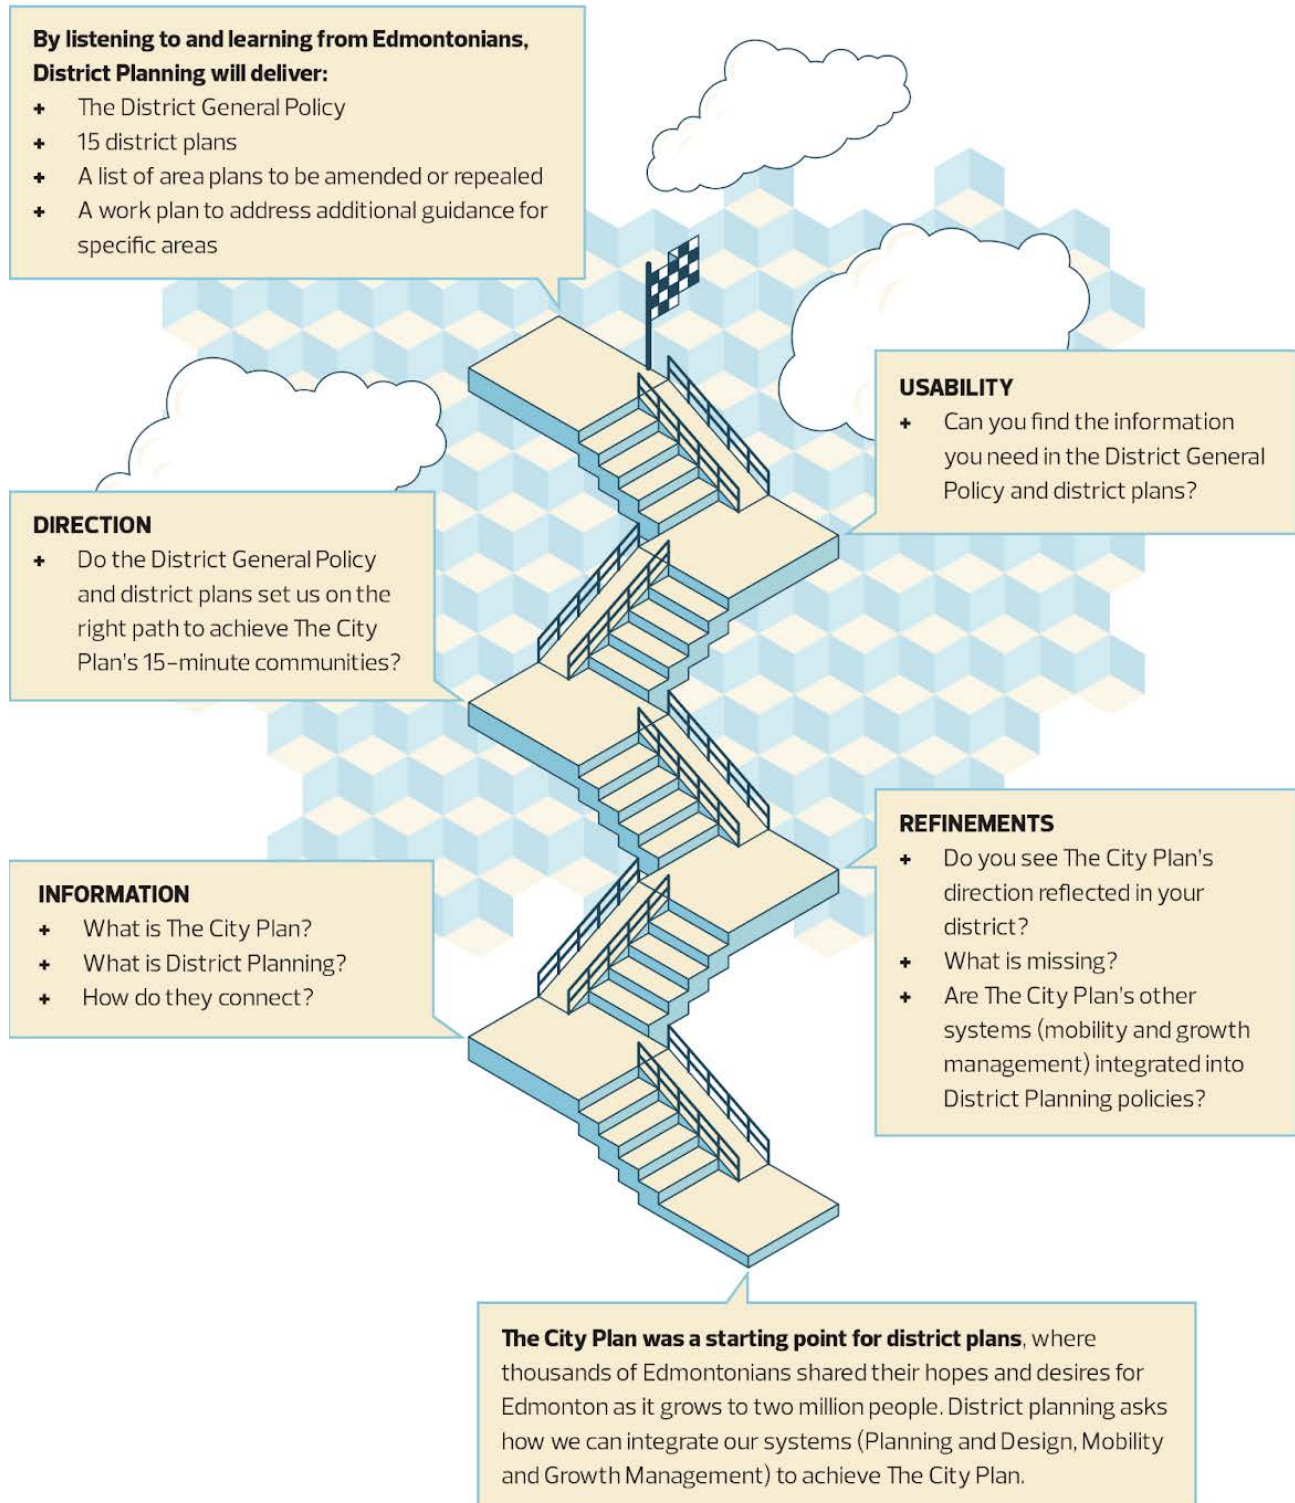 By listening to and learning from Edmontonians,
District Planning will deliver:
+ The District General Policy
+ 15 district plans
+ A list of area plans to be amended or repealed
+ A work plan to address additional guidance for
specific areas
USABILITY
+ Can you find the information
you need in the District General
Policy and district plans?
DIRECTION
+ Do the District General Policy
and district plans set us on the
right path to achieve The City
Plan's 15-minute communities?
REFINEMENTS
+ Do you see The City Plan's
direction reflected in your
district?
+ What is missing?
+ Are The City Plan's other
systems (mobility and growth
management) integrated into
District Planning policies?
INFORMATION
+ What is The City Plan?
+ What is District Planning?
+ How do they connect?
The City Plan was a starting point for district plans, where
thousands of Edmontonians shared their hopes and desires for
Edmonton as it grows to two million people. District planning asks
how we can integrate our systems (Planning and Design, Mobility
and Growth Management) to achieve The City Plan.